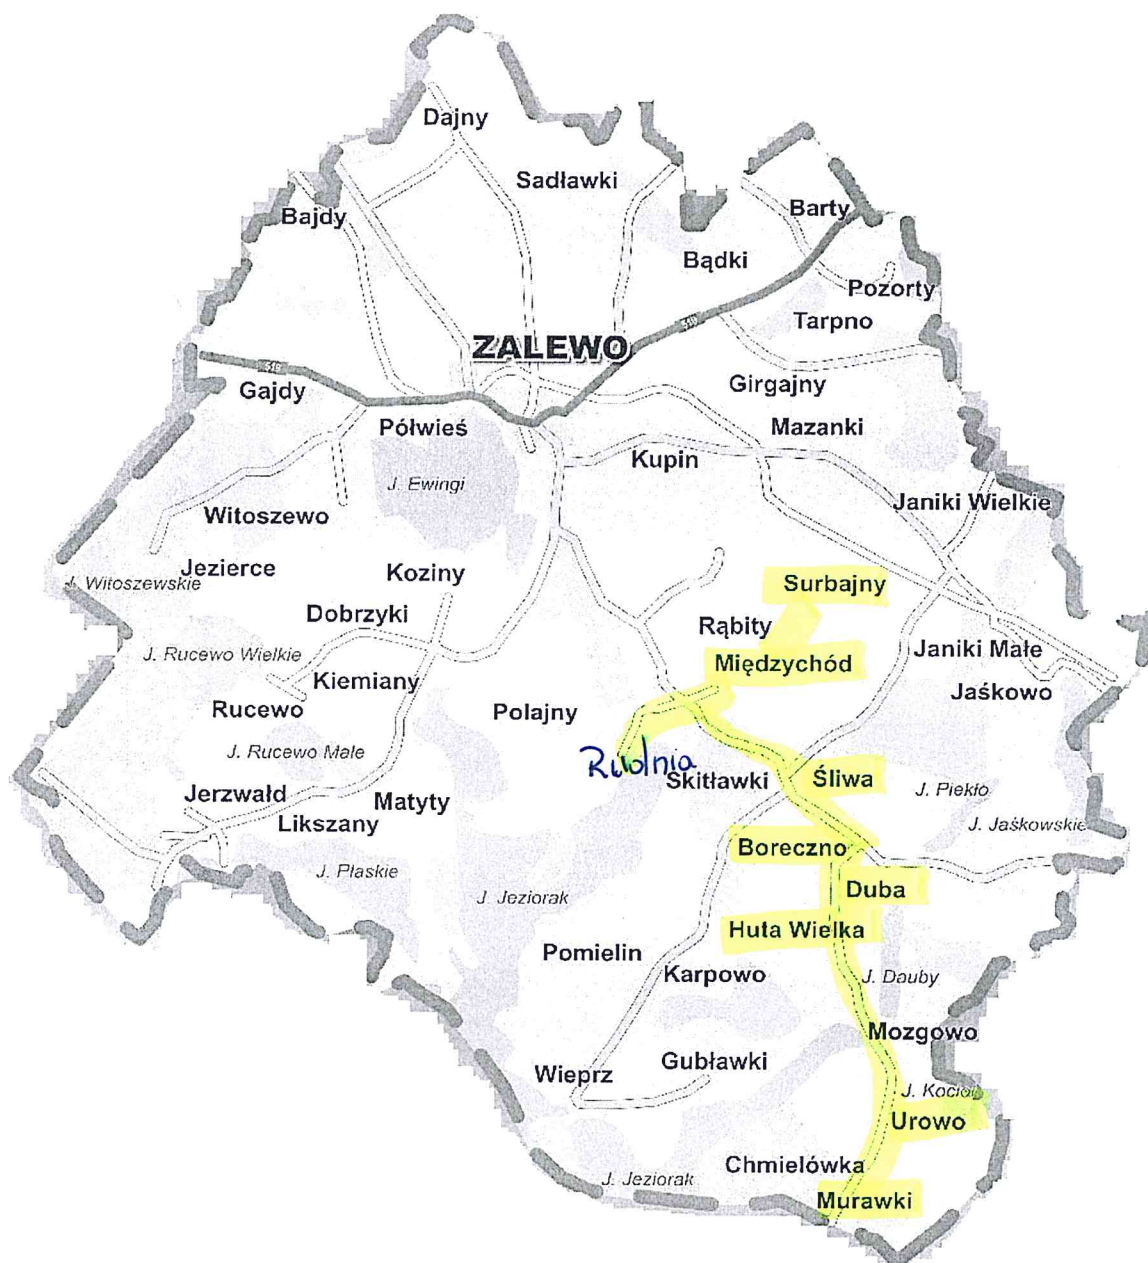 Dajny
Sadławki
Barty
Bajdy
Bądki
Pozorty
Tarpno
519
ZALEWO
519
Girgajny
Gajdy
Mazanki
Półwieś
Kupin
J. Ewingi
Janiki Wielkie
Witoszewo
Jezierce
Koziny
J. Witoszewskie
Surbajny
Dobrzyki
Rąbity
J. Rucewo Wielkie
Międzychód
Janiki Małe
Kiemiany
Jaśkowo
Rucewo
Polajny
J. Rucewo Małe
Rudnia
Skitławki
Śliwa
J. Piekło
Jerzwałd
Matyty
Likszany
J. Jaśkowskie
Boreczno
J. Płaskie
Duba
J. Jeziorak
Huta Wielka
Pomielin
Karpowo
J. Dauby
Mozgowo
Gubławki
Wieprz
J. Kocioł
Urowo
Chmielówka
J. Jeziorak
Murawki